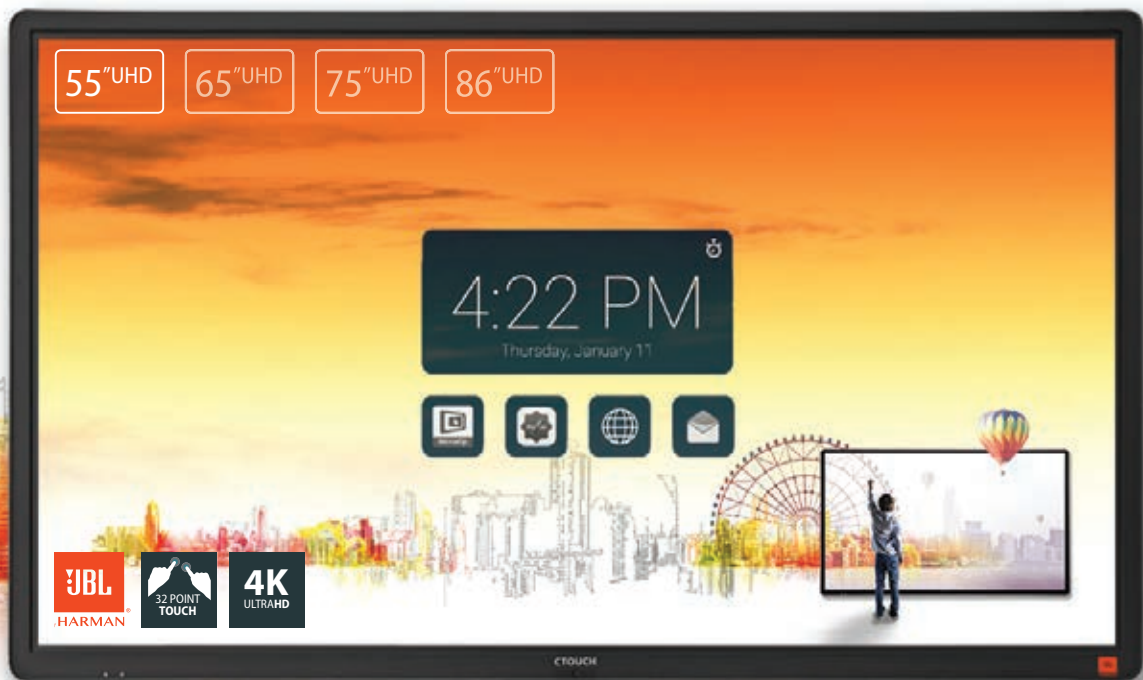 55"UHD
65"UHD
75"UHD
86"UHD
4:22 PM
Thursday, January 11
JBL
HARMAN
32 POINT
TOUCH
4K
ULTRAHD
CTOUCH